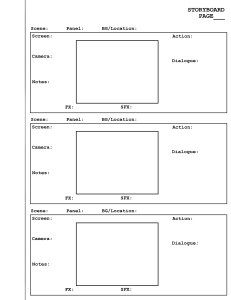 STORYBOARD
PAGE____
Scene: Panel: BG/Location:
Screen: Action:
Camera:
Dialogue:
Notes:
FX: SFX:
Scene: Panel: BG/Location:
Screen: Action:
Camera:
Dialogue:
Notes:
FX: SFX:
Scene: Panel: BG/Location:
Screen: Action:
Camera:
Dialogue:
Notes:
FX: SFX: